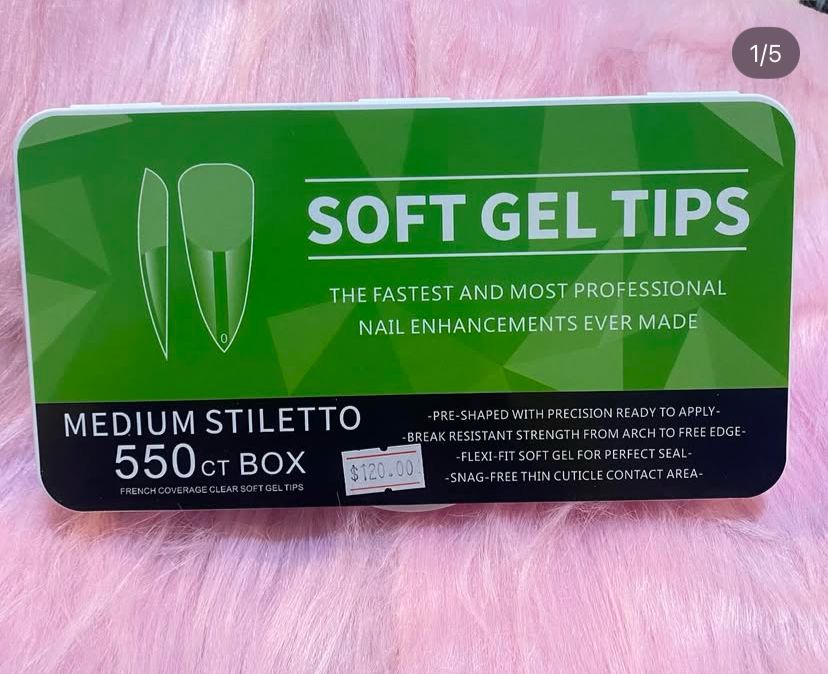 1/5
SOFT GEL TIPS
THE FASTEST AND MOST PROFESSIONAL
NAIL ENHANCEMENTS EVER MADE
0
MEDIUM STILETTO
550CT BOX
FRENCH COVERAGE CLEAR SOFT GEL TIPS
$120.00
-PRE-SHAPED WITH PRECISION READY TO APPLY-
-BREAK RESISTANT STRENGTH FROM ARCH TO FREE EDGE-
-FLEXI-FIT SOFT GEL FOR PERFECT SEAL-
-SNAG-FREE THIN CUTICLE CONTACT AREA-